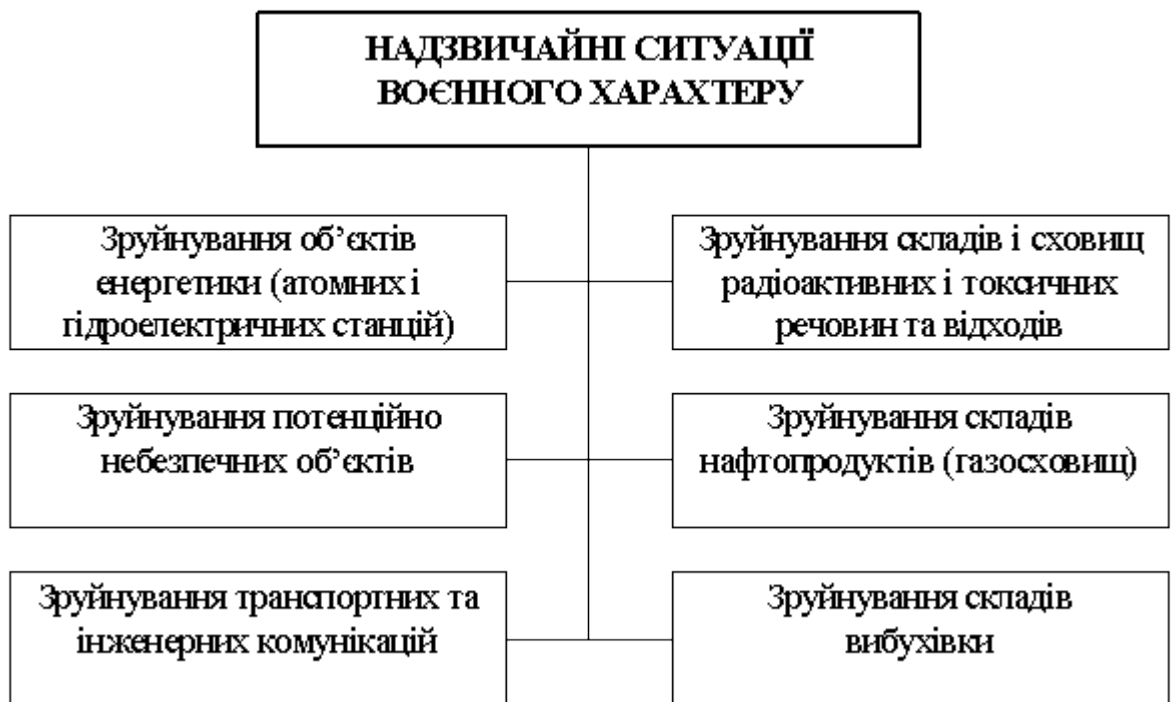 НАДЗВИЧАЙНІ СИТУАЦІЇ
ВОЄННОГО ХАРАХТЕРУ
Зруйнування об’єктів
енергетики (атомних і
гідроелектричних станцій)
Зруйнування складів і сховищ
радіоактивних і токсичних
речовин та відходів
Зруйнування потенційно
небезпечних об’єктів
Зруйнування складів
нафтопродуктів (газосховищ)
Зруйнування транспортних та
інженерних комунікацій
Зруйнування складів
вибухівки